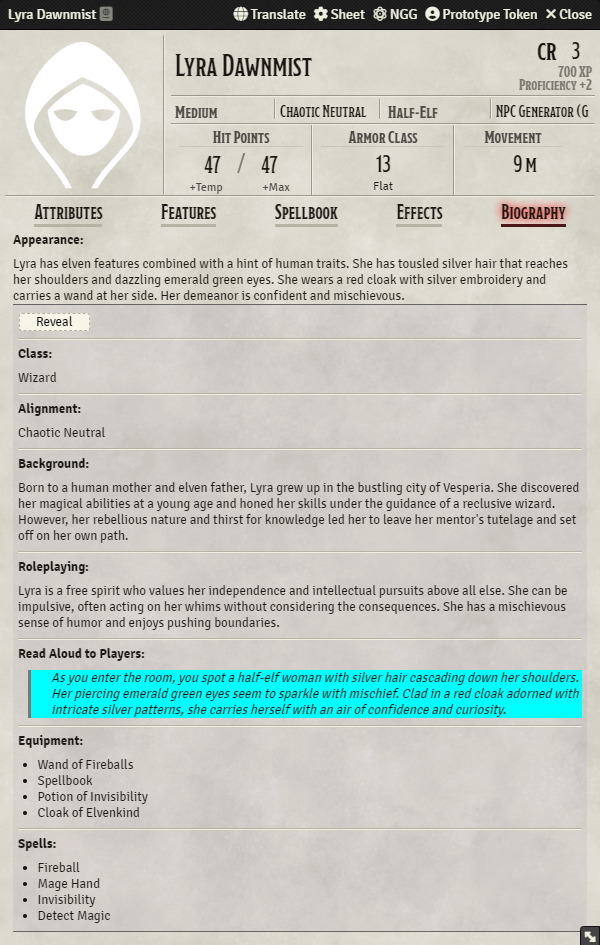 Lyra Dawnmist Translate Sheet NGG Prototype Token Close
Lyra Dawnmist
CR 3
700 XP
Proficiency +2
Medium Chaotic Neutral Half-Elf NPC Generator (G
Hit Points Armor Class Movement
47 / 47 13 9 m
+Temp +Max Flat
Attributes Features Spellbook Effects Biography
Appearance:
Lyra has elven features combined with a hint of human traits. She has tousled silver hair that reaches
her shoulders and dazzling emerald green eyes. She wears a red cloak with silver embroidery and
carries a wand at her side. Her demeanor is confident and mischievous.
Reveal
Class:
Wizard
Alignment:
Chaotic Neutral
Background:
Born to a human mother and elven father, Lyra grew up in the bustling city of Vesperia. She discovered
her magical abilities at a young age and honed her skills under the guidance of a reclusive wizard.
However, her rebellious nature and thirst for knowledge led her to leave her mentor's tutelage and set
off on her own path.
Roleplaying:
Lyra is a free spirit who values her independence and intellectual pursuits above all else. She can be
impulsive, often acting on her whims without considering the consequences. She has a mischievous
sense of humor and enjoys pushing boundaries.
Read Aloud to Players:
As you enter the room, you spot a half-elf woman with silver hair cascading down her shoulders.
Her piercing emerald green eyes seem to sparkle with mischief. Clad in a red cloak adorned with
intricate silver patterns, she carries herself with an air of confidence and curiosity.
Equipment:
• Wand of Fireballs
• Spellbook
• Potion of Invisibility
• Cloak of Elvenkind
Spells:
• Fireball
• Mage Hand
• Invisibility
• Detect Magic